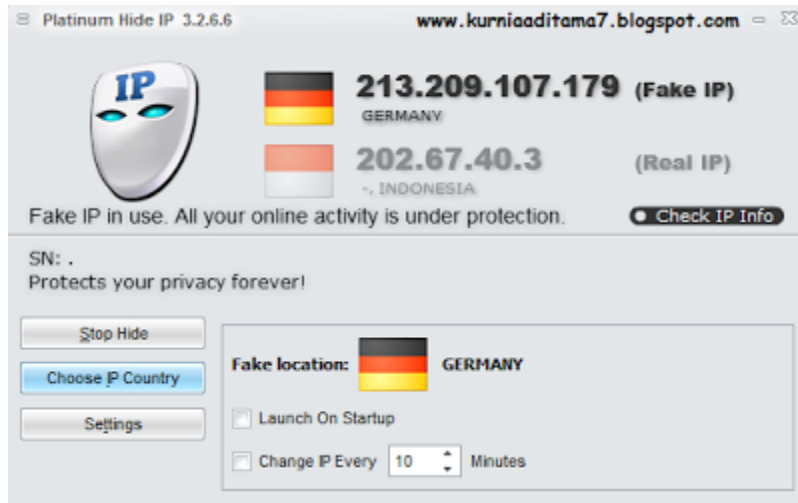 Platinum Hide IP 3.2.6.6 www.kurniaaditama7.blogspot.com
IP
213.209.107.179 (Fake IP)
GERMANY
202.67.40.3 (Real IP)
-, INDONESIA
Fake IP in use. All your online activity is under protection. Check IP Info
SN: .
Protects your privacy forever!
Stop Hide
Choose IP Country
Settings
Fake location: GERMANY
Launch On Startup
Change IP Every 10 Minutes